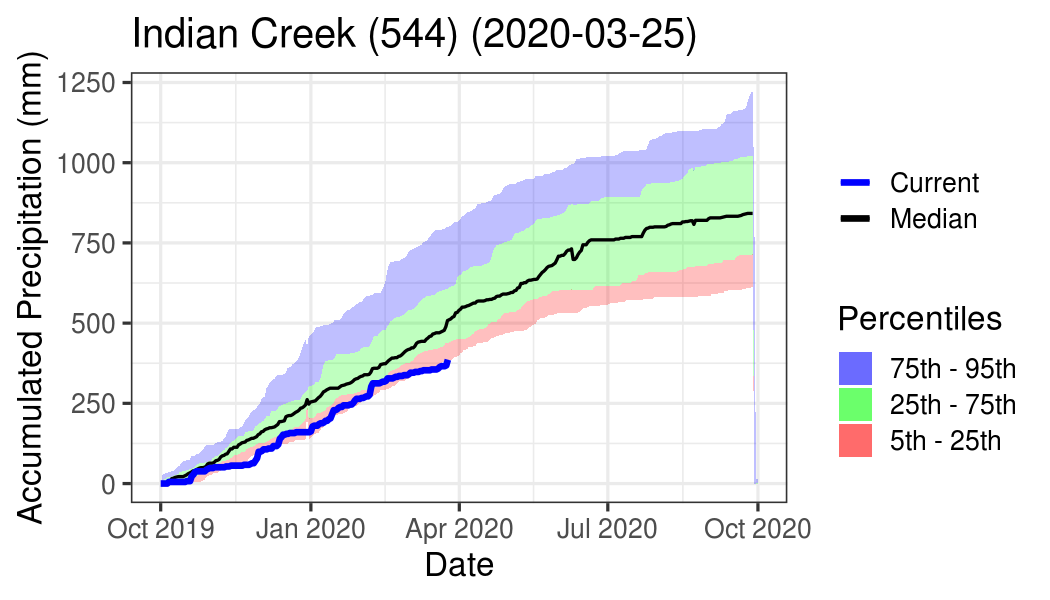 Indian Creek (544) (2020-03-25)
Accumulated Precipitation (mm)
1250
1000
750
500
250
0
Oct 2019
Jan 2020
Apr 2020
Jul 2020
Oct 2020
Date
Current
Median
Percentiles
75th - 95th
25th - 75th
5th - 25th